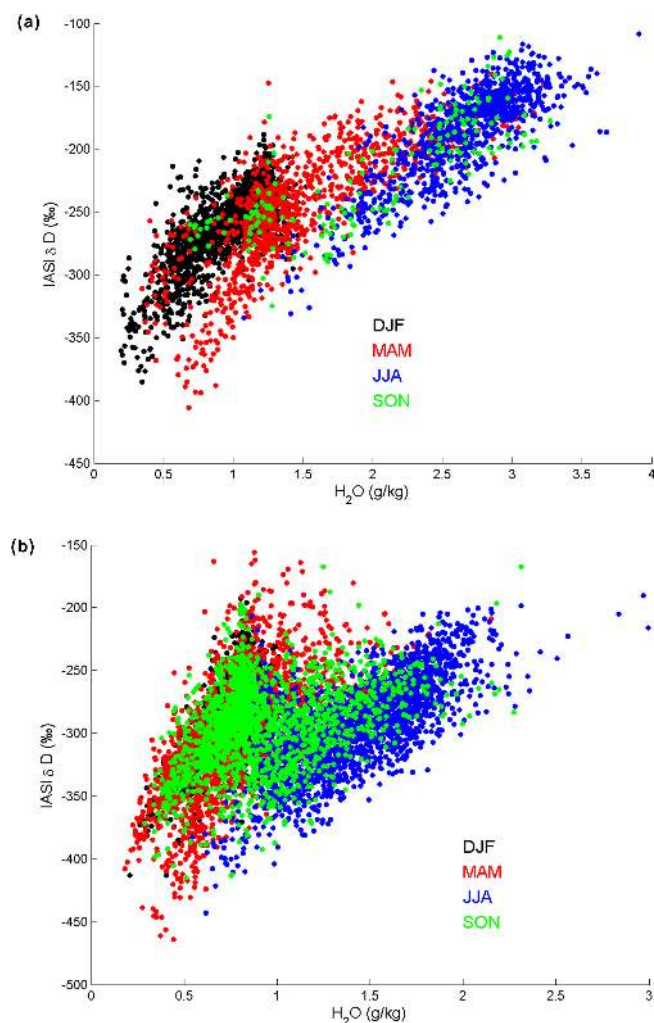 (a)
-100
-150
-200
-250
-300
-350
-400
-450
IASI δ D (‰)
DJF
MAM
JJA
SON
0 0.5 1 1.5 2 2.5 3 3.5 4
H₂O (g/kg)
(b)
-150
-200
-250
-300
-350
-400
-450
-500
IASI δ D (‰)
DJF
MAM
JJA
SON
0 0.5 1 1.5 2 2.5 3
H₂O (g/kg)